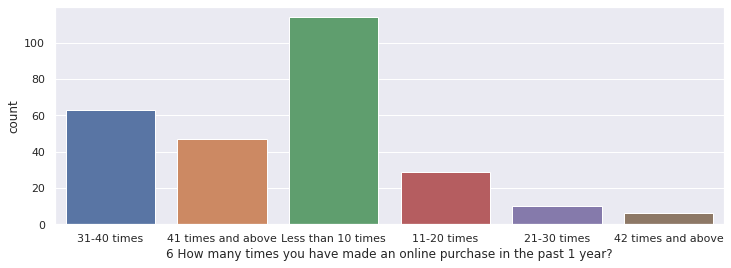 count
100
80
60
40
20
0
31-40 times 41 times and above Less than 10 times 11-20 times 21-30 times 42 times and above
6 How many times you have made an online purchase in the past 1 year?